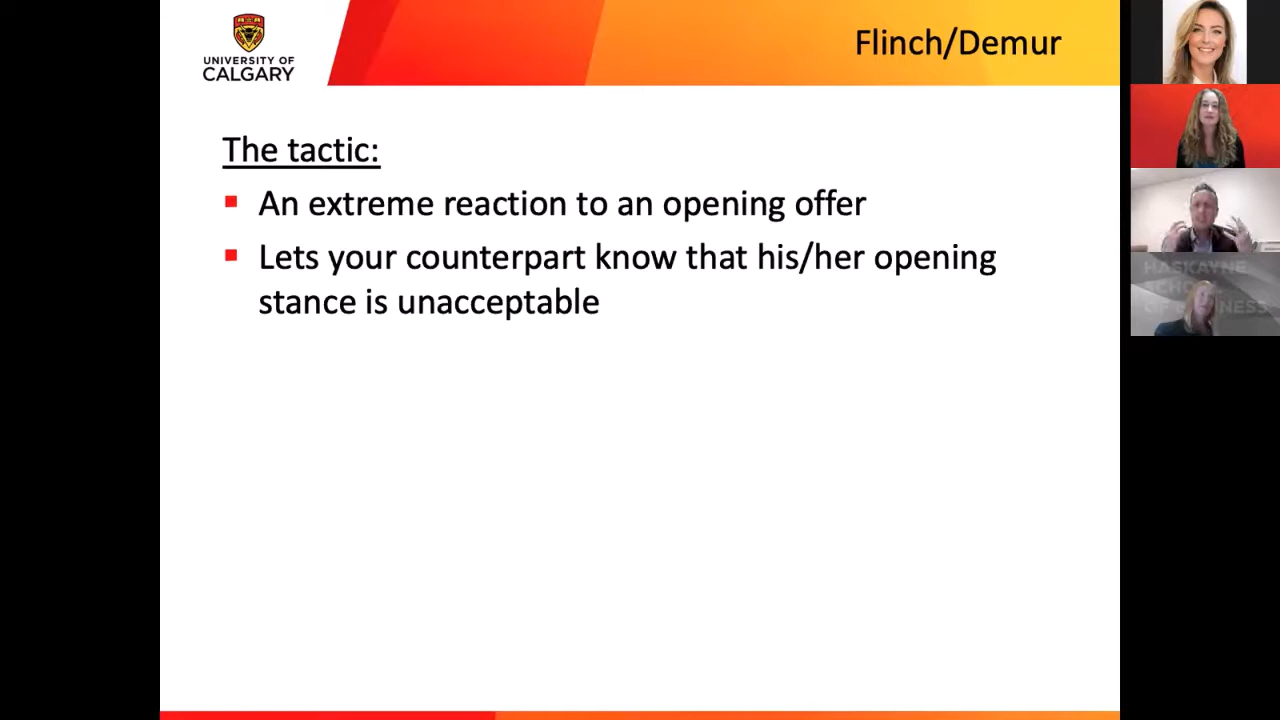 UNIVERSITY OF
CALGARY
Flinch/Demur
The tactic:
▪ An extreme reaction to an opening offer
▪ Lets your counterpart know that his/her opening
stance is unacceptable
HASKAYNE